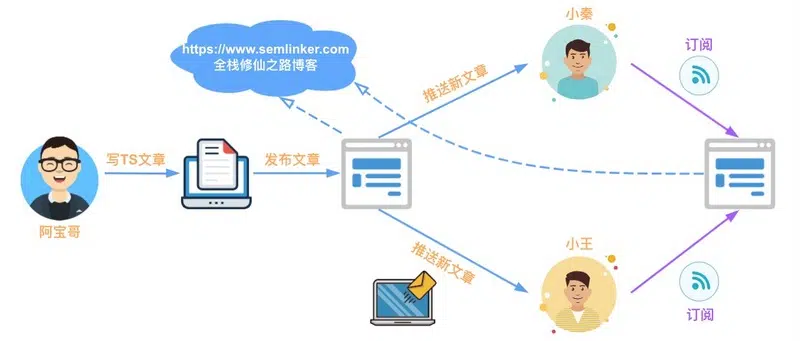 小秦
https://www.semlinker.com
全栈修仙之路博客
订阅
推送新文章
写TS文章
发布文章
阿宝哥
小王
推送新文章
订阅